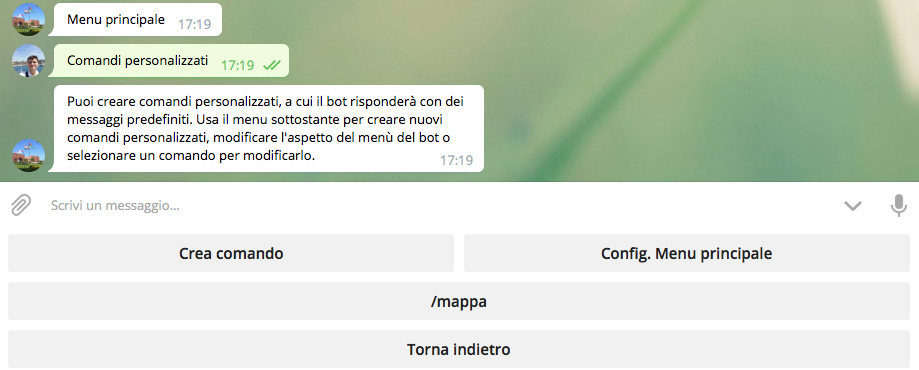 Menu principale 17:19
Comandi personalizzati 17:19
Puoi creare comandi personalizzati, a cui il bot risponderà con dei
messaggi predefiniti. Usa il menu sottostante per creare nuovi
comandi personalizzati, modificare l'aspetto del menù del bot o
selezionare un comando per modificarlo. 17:19
Scrivi un messaggio...
Crea comando Config. Menu principale
/mappa
Torna indietro